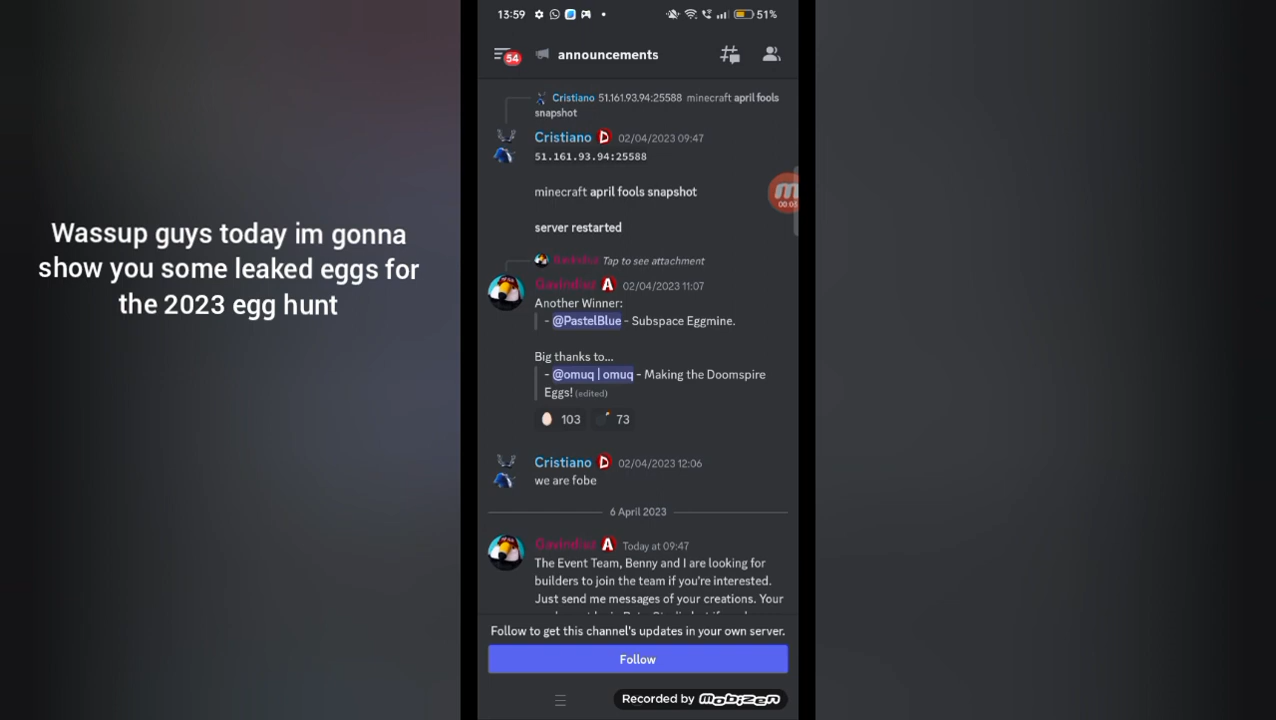 Wassup guys today im gonna
show you some leaked eggs for
the 2023 egg hunt
13:59
51%
54
announcements
Cristiano 51.161.93.94:25588 minecraft april fools
snapshot
Cristiano D 02/04/2023 09:47
51.161.93.94:25588
minecraft april fools snapshot
server restarted
Tap to see attachment
A 02/04/2023 11:07
00:00
Another Winner:
- @PastelBlue - Subspace Eggmine.
Big thanks to...
- @omuq | omuq - Making the Doomspire
Eggs! (edited)
103 73
Cristiano D 02/04/2023 12:06
we are fobe
6 April 2023
A Today at 09:47
The Event Team, Benny and I are looking for
builders to join the team if you're interested.
Just send me messages of your creations. Your
Follow to get this channel's updates in your own server.
Follow
Recorded by mobizen